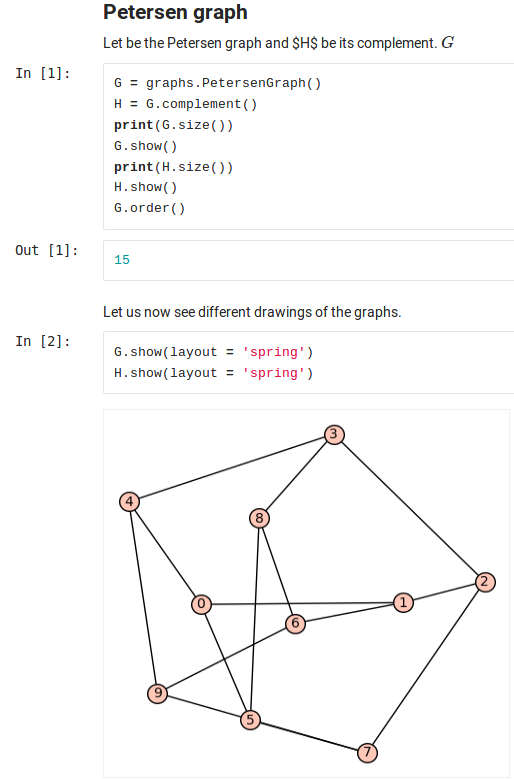 Petersen graph
Let be the Petersen graph and $H$ be its complement. G
In [1]:
G = graphs.PetersenGraph()
H = G.complement()
print(G.size())
G.show()
print(H.size())
H.show()
G.order()
Out [1]:
15
Let us now see different drawings of the graphs.
In [2]:
G.show(layout = 'spring')
H.show(layout = 'spring')
3
4
8
2
0
1
6
9
5
7